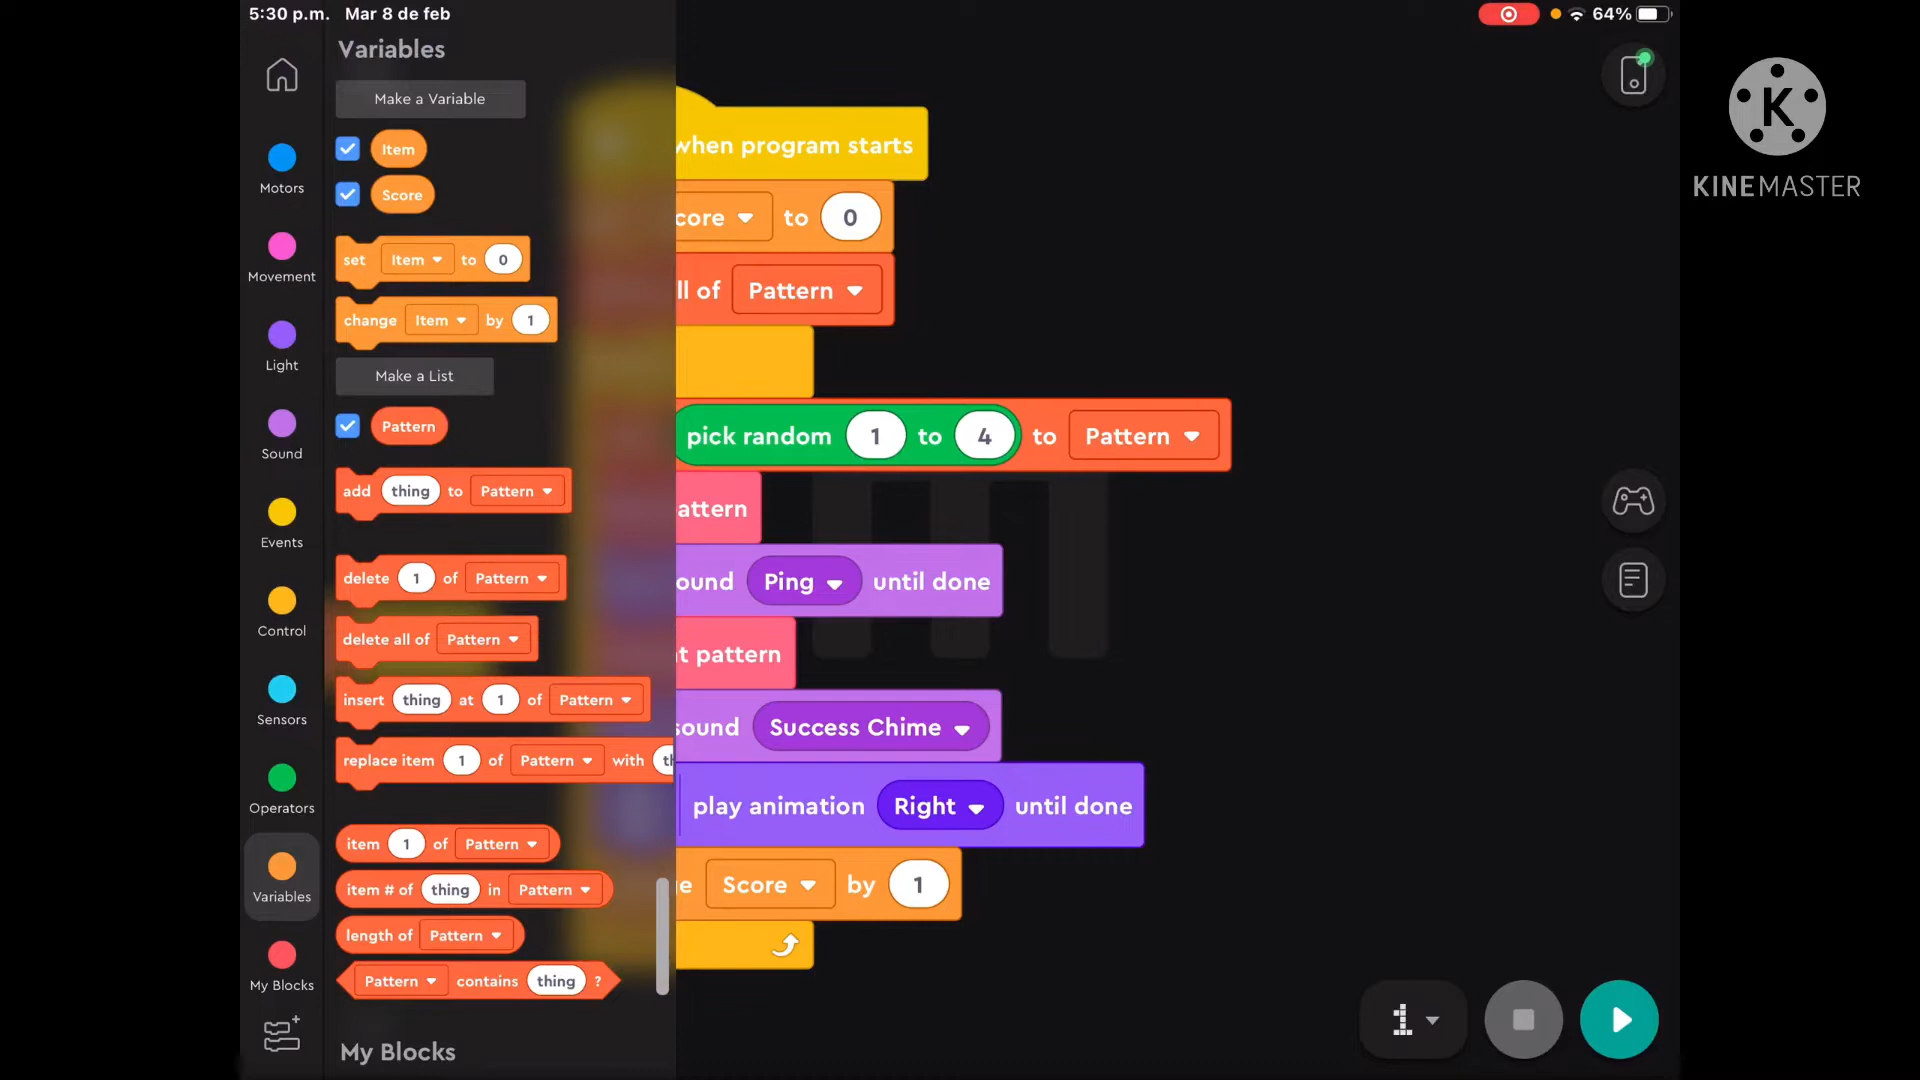 5:30 p.m. Mar 8 de feb
64%
Variables
Make a Variable
Item
Score
set Item to 0
change Item by 1
Make a List
Pattern
add thing to Pattern
delete 1 of Pattern
delete all of Pattern
insert thing at 1 of Pattern
replace item 1 of Pattern with th
item 1 of Pattern
item # of thing in Pattern
length of Pattern
Pattern contains thing ?
My Blocks
Motors
Movement
Light
Sound
Events
Control
Sensors
Operators
Variables
My Blocks
when program starts
core to 0
ll of Pattern
pick random 1 to 4 to Pattern
attern
ound Ping until done
t pattern
sound Success Chime
play animation Right until done
e Score by 1
1
K
KINEMASTER